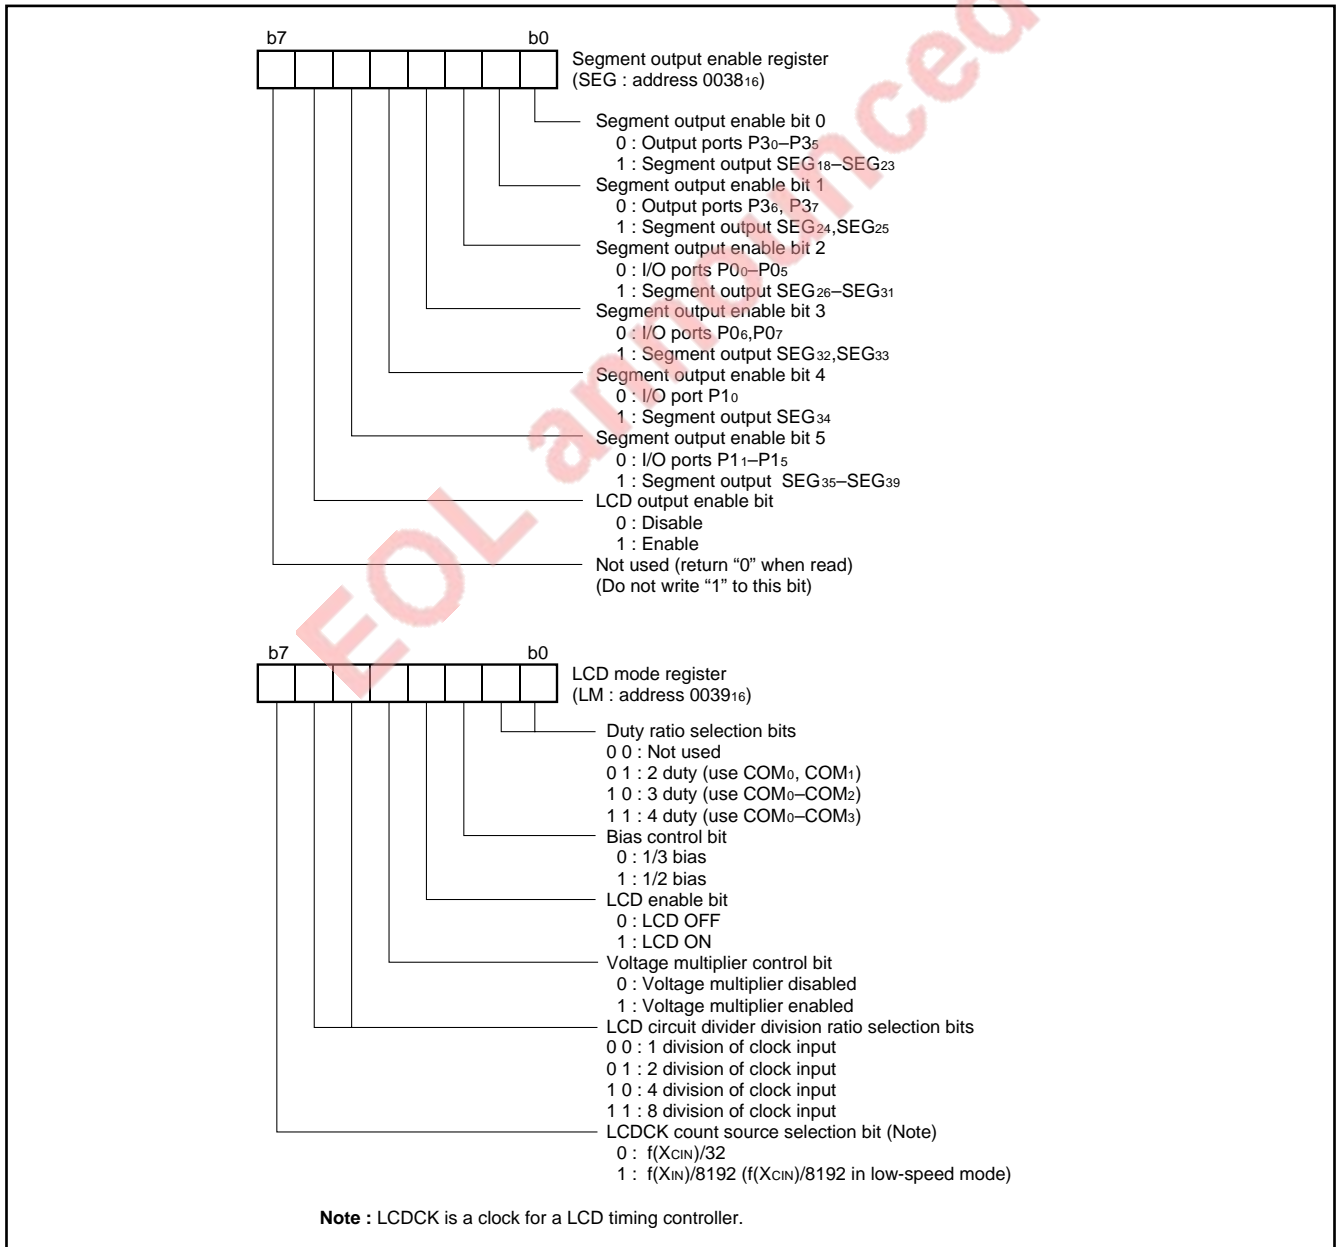 b7 b0
Segment output enable register
(SEG : address 003816)
Segment output enable bit 0
0 : Output ports P30–P35
1 : Segment output SEG18–SEG23
Segment output enable bit 1
0 : Output ports P36, P37
1 : Segment output SEG24,SEG25
Segment output enable bit 2
0 : I/O ports P00–P05
1 : Segment output SEG26–SEG31
Segment output enable bit 3
0 : I/O ports P06,P07
1 : Segment output SEG32,SEG33
Segment output enable bit 4
0 : I/O port P10
1 : Segment output SEG34
Segment output enable bit 5
0 : I/O ports P11–P15
1 : Segment output SEG35–SEG39
LCD output enable bit
0 : Disable
1 : Enable
Not used (return “0” when read)
(Do not write “1” to this bit)
b7 b0
LCD mode register
(LM : address 003916)
Duty ratio selection bits
0 0 : Not used
0 1 : 2 duty (use COM0, COM1)
1 0 : 3 duty (use COM0–COM2)
1 1 : 4 duty (use COM0–COM3)
Bias control bit
0 : 1/3 bias
1 : 1/2 bias
LCD enable bit
0 : LCD OFF
1 : LCD ON
Voltage multiplier control bit
0 : Voltage multiplier disabled
1 : Voltage multiplier enabled
LCD circuit divider division ratio selection bits
0 0 : 1 division of clock input
0 1 : 2 division of clock input
1 0 : 4 division of clock input
1 1 : 8 division of clock input
LCDCK count source selection bit (Note)
0 : f(XCIN)/32
1 : f(XIN)/8192 (f(XCIN)/8192 in low-speed mode)
Note : LCDCK is a clock for a LCD timing controller.
EOL announced